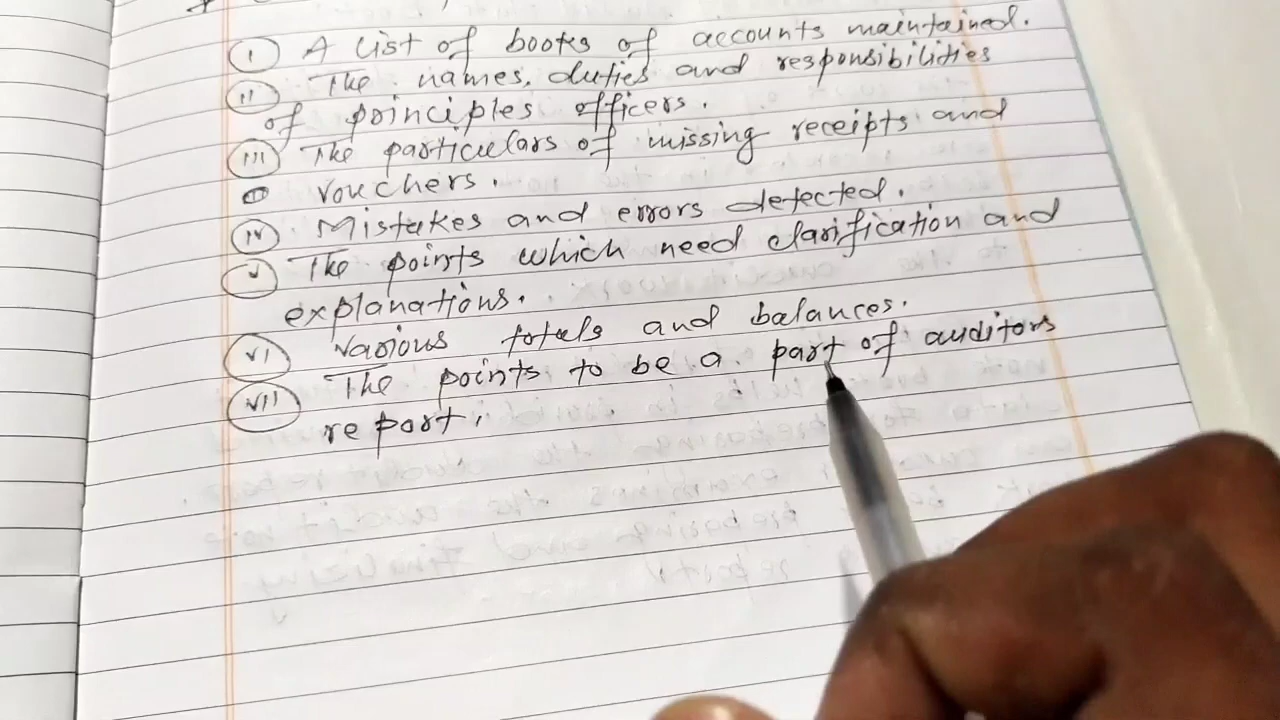 (i) A list of books of accounts maintained.
(ii) The names, duties and responsibilities
of principles officers.
(iii) The particulars of missing receipts and
vouchers.
(iv) Mistakes and errors detected.
(v) The points which need clarification and
explanations.
(vi) Various totals and balances.
(vii) The points to be a part of auditors
report.